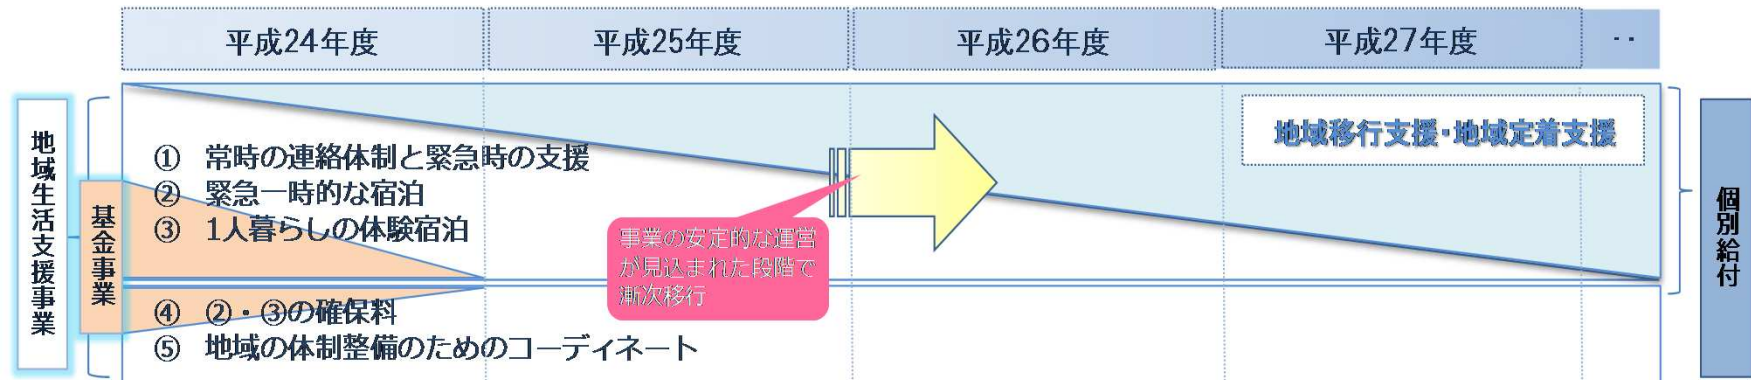 平成24年度
平成25年度
平成26年度
平成27年度
··
地域生活支援事業
基金事業
① 常時の連絡体制と緊急時の支援
② 緊急一時的な宿泊
③ 1人暮らしの体験宿泊
④ ②・③の確保料
⑤ 地域の体制整備のためのコーディネート
事業の安定的な運営
が見込まれた段階で
漸次移行
地域移行支援・地域定着支援
個別給付